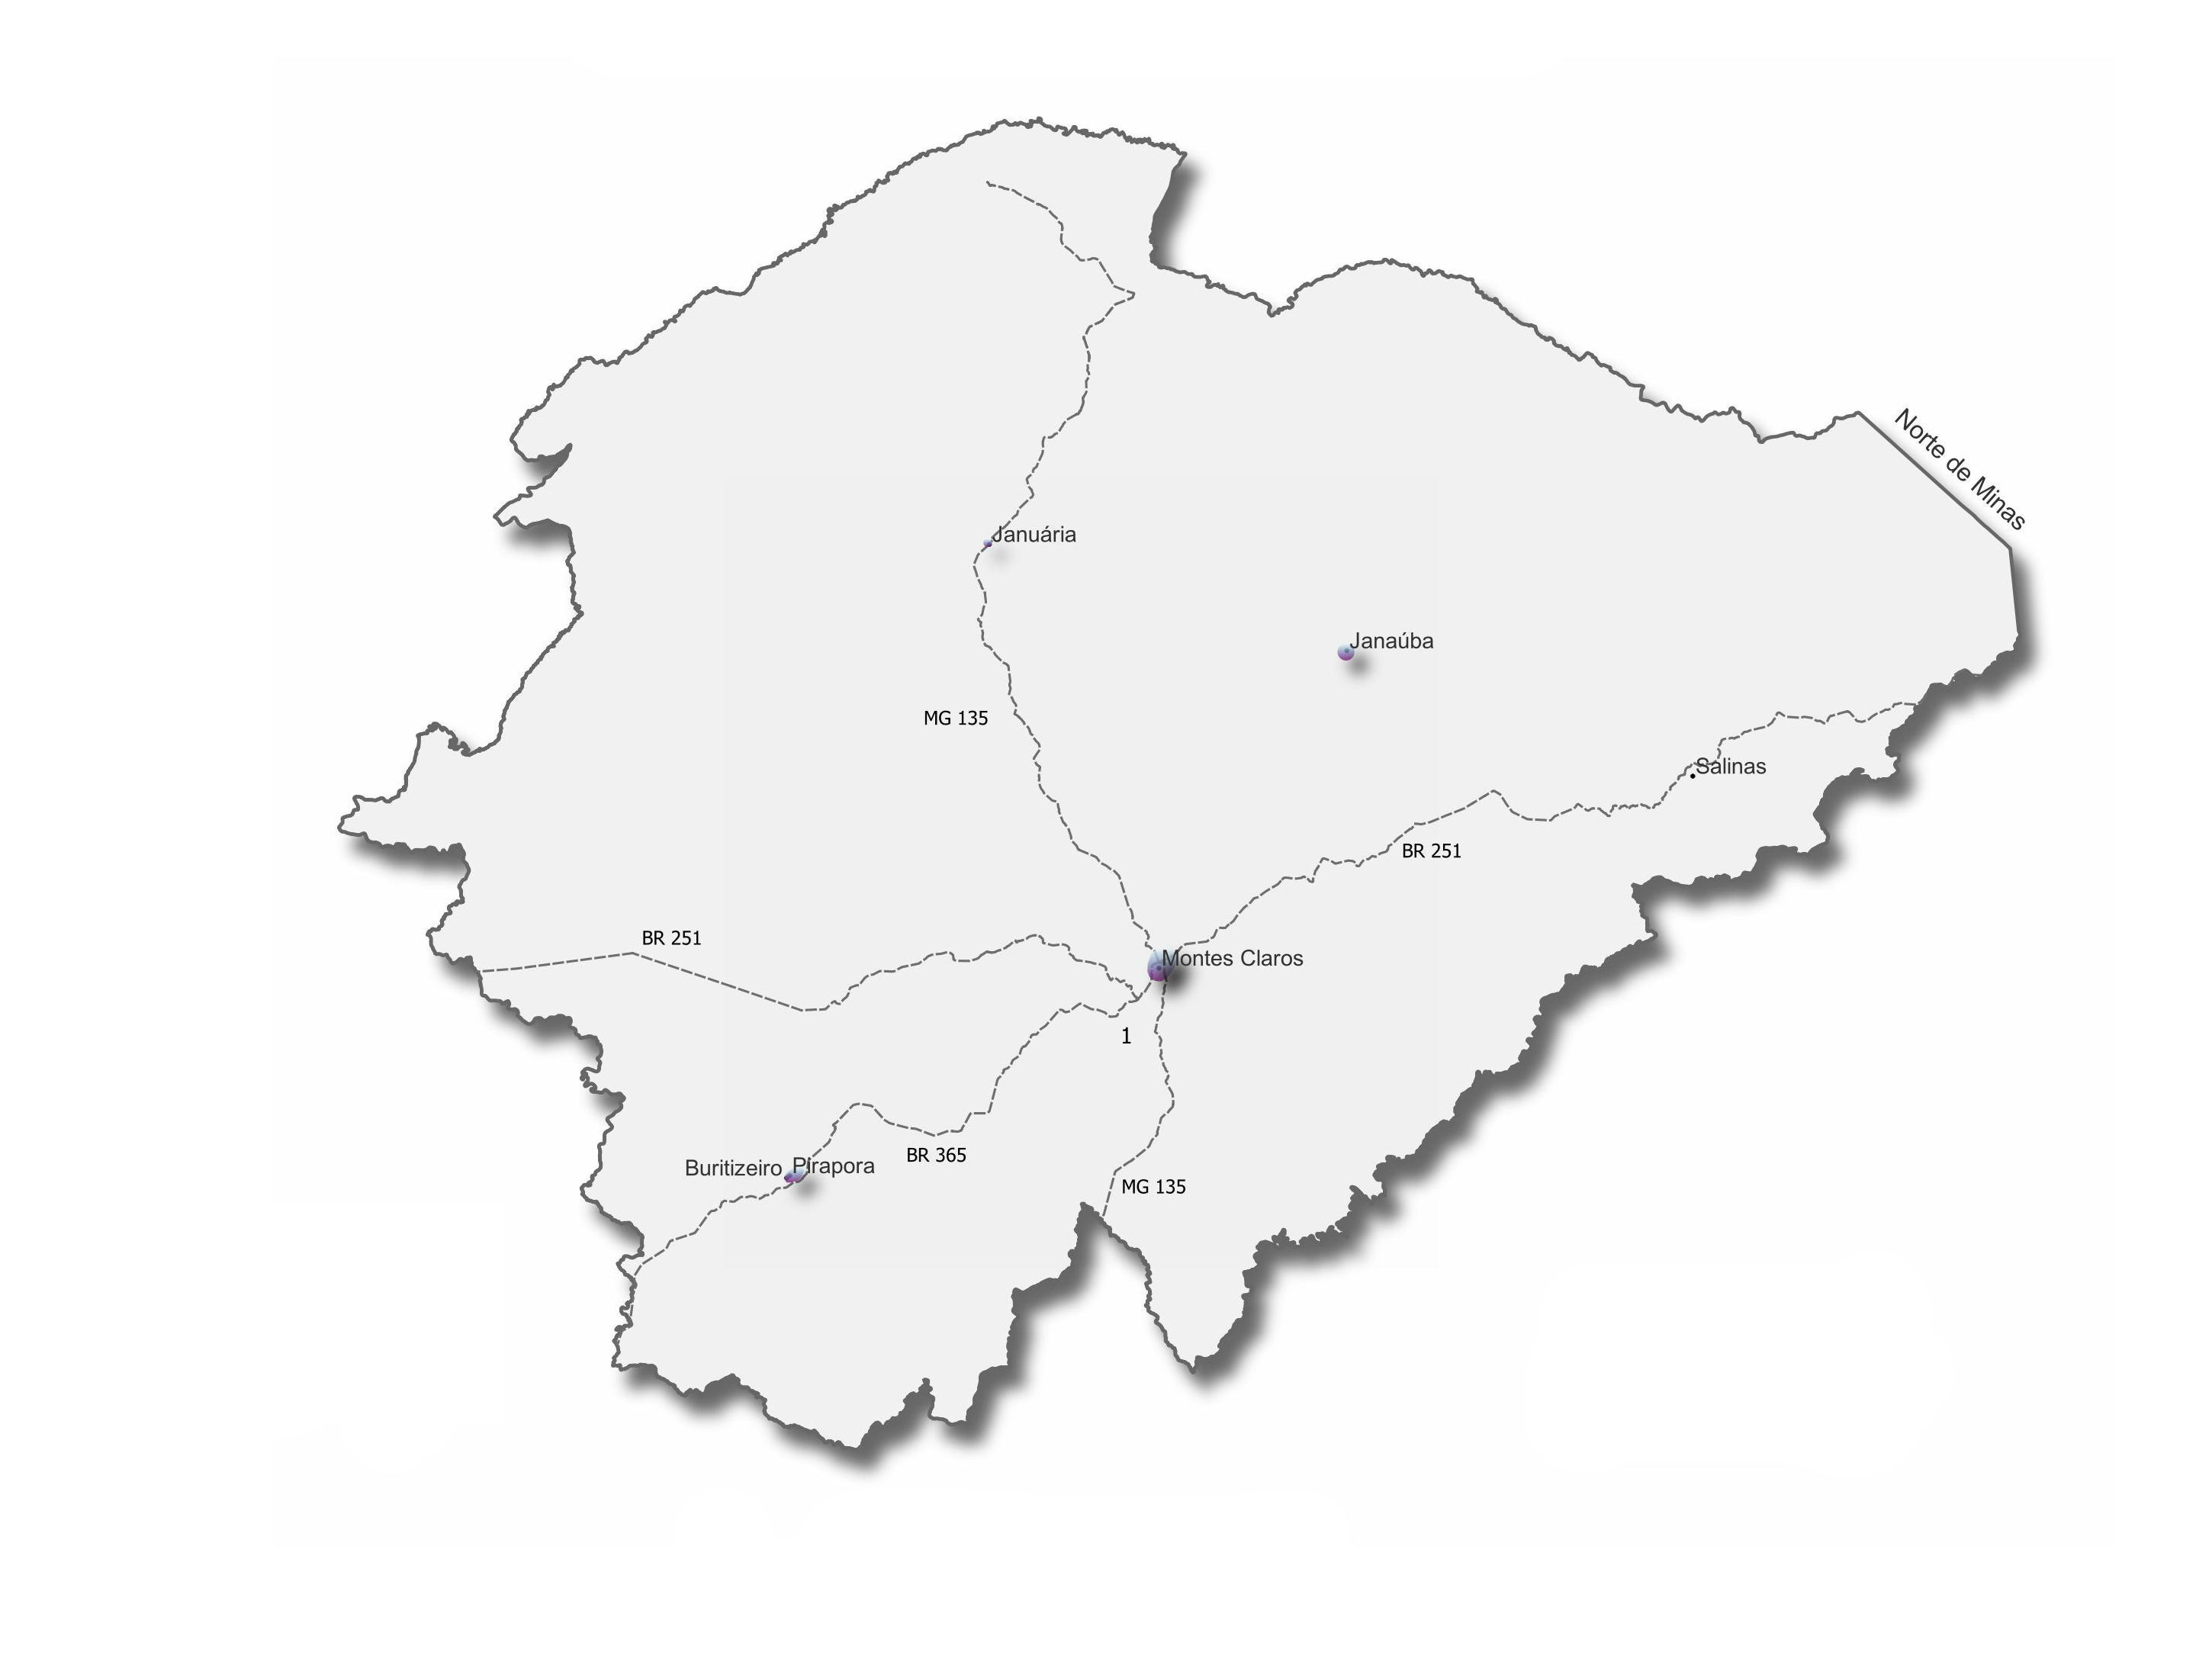 Norte de Minas
Januária
Janaúba
MG 135
Salinas
BR 251
BR 251
Montes Claros
1
BR 365
Buritizeiro
Pirapora
MG 135